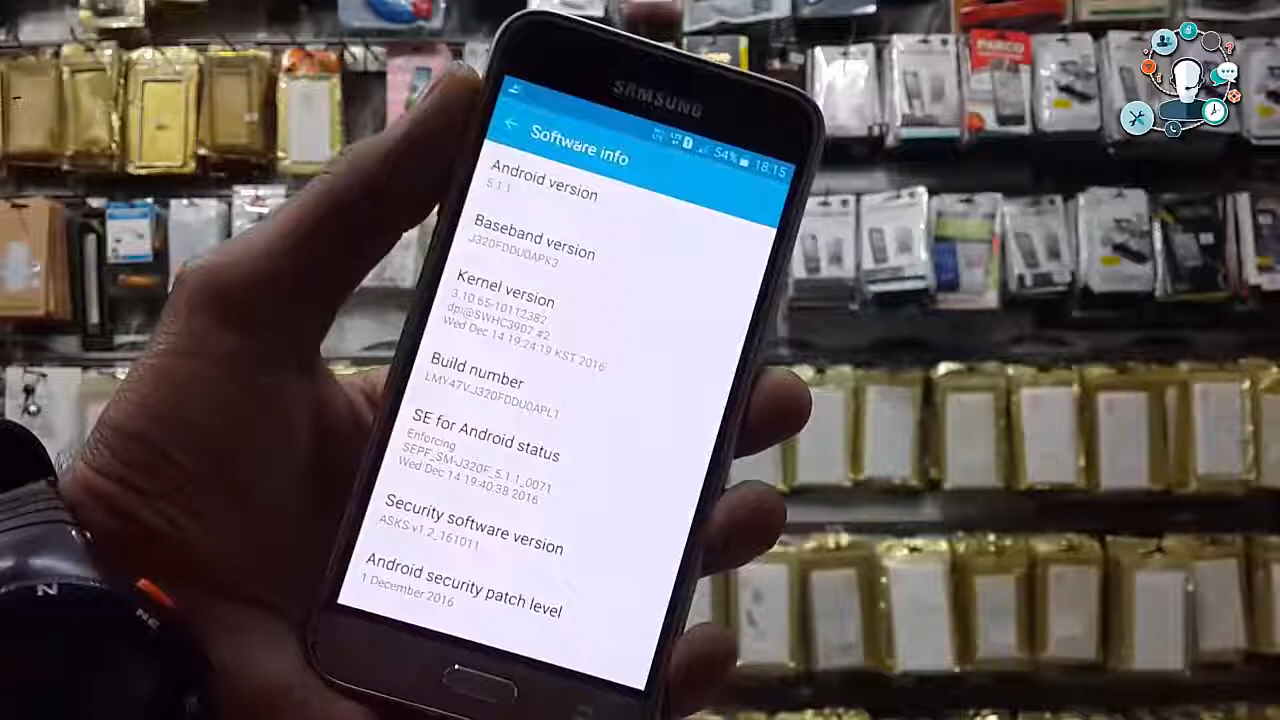 SAMSUNG
54% 18:15
Software info
Android version
5.1.1
Baseband version
J320FDDU0APK3
Kernel version
3.10.65-10112382
dpi@SWHC3907 #2
Wed Dec 14 19:24:19 KST 2016
Build number
LMY47V.J320FDDU0APL1
SE for Android status
Enforcing
SEPF_SM-J320F_5.1.1_0071
Wed Dec 14 19:40:38 2016
Security software version
ASKS v1.2_161011
Android security patch level
1 December 2016
N
NE